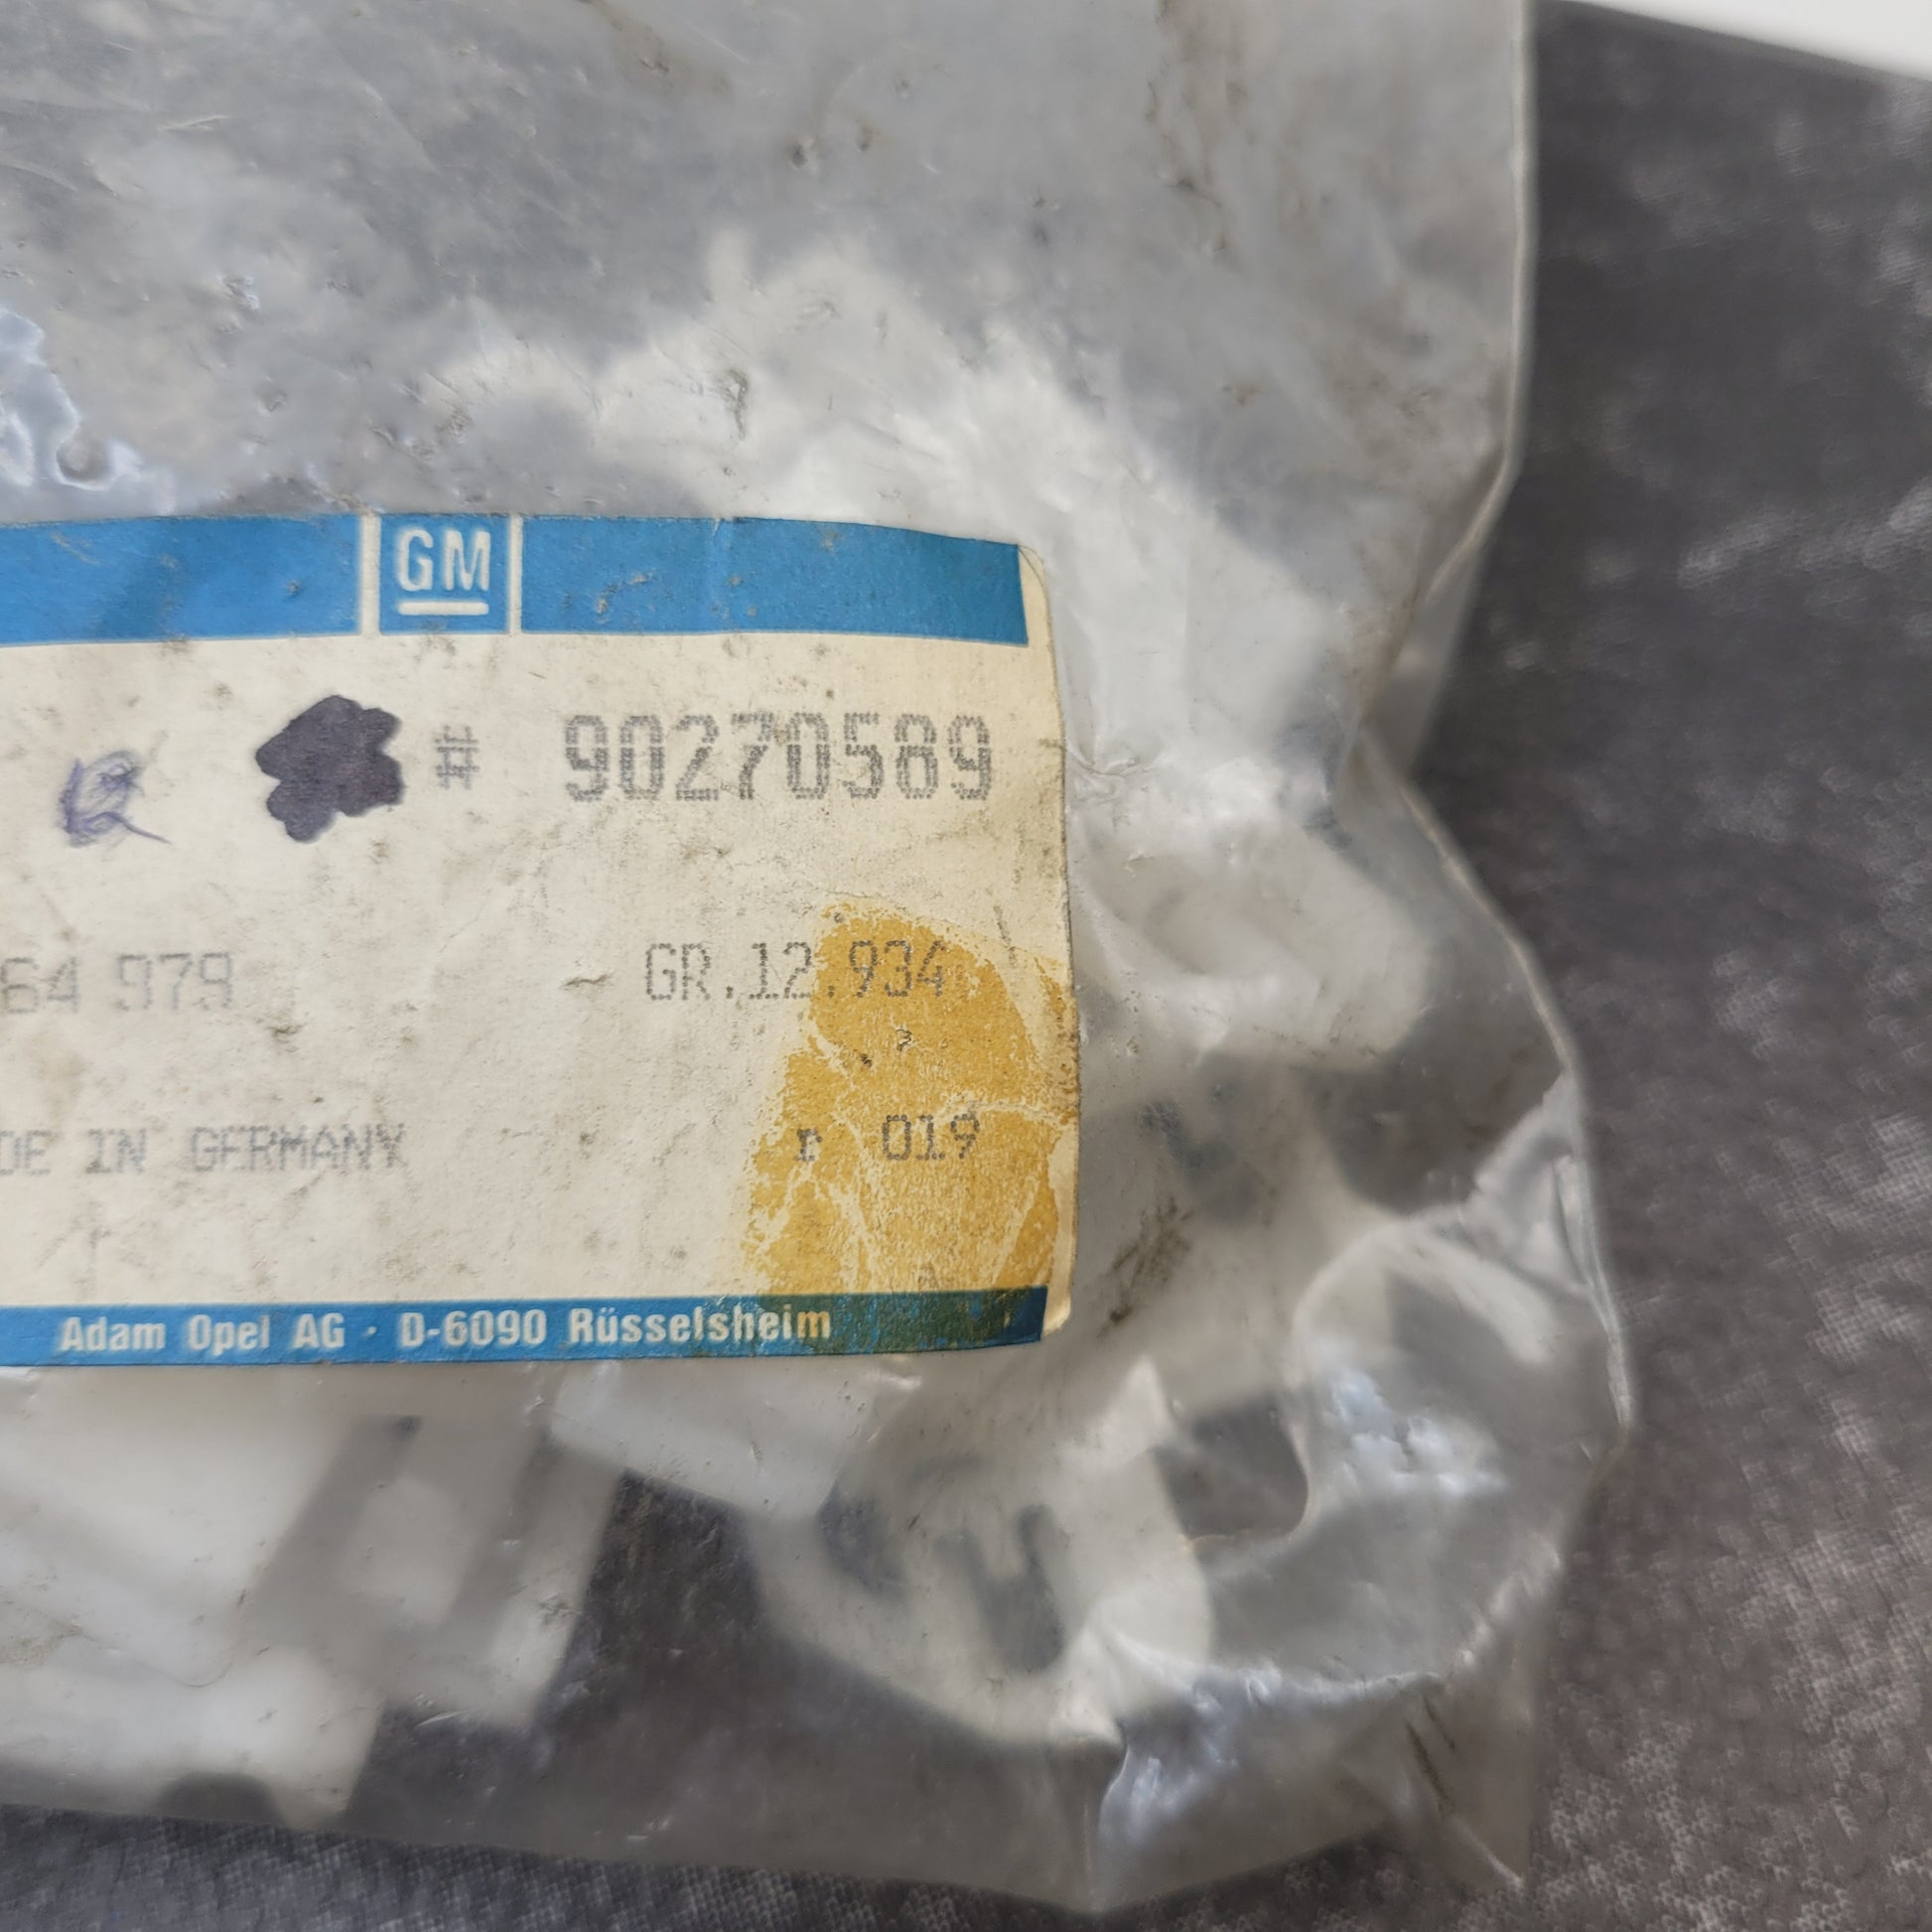 GM
# 90270589
64 979 GR.12.934
DE IN GERMANY r 019
Adam Opel AG · D-6090 Rüsselsheim